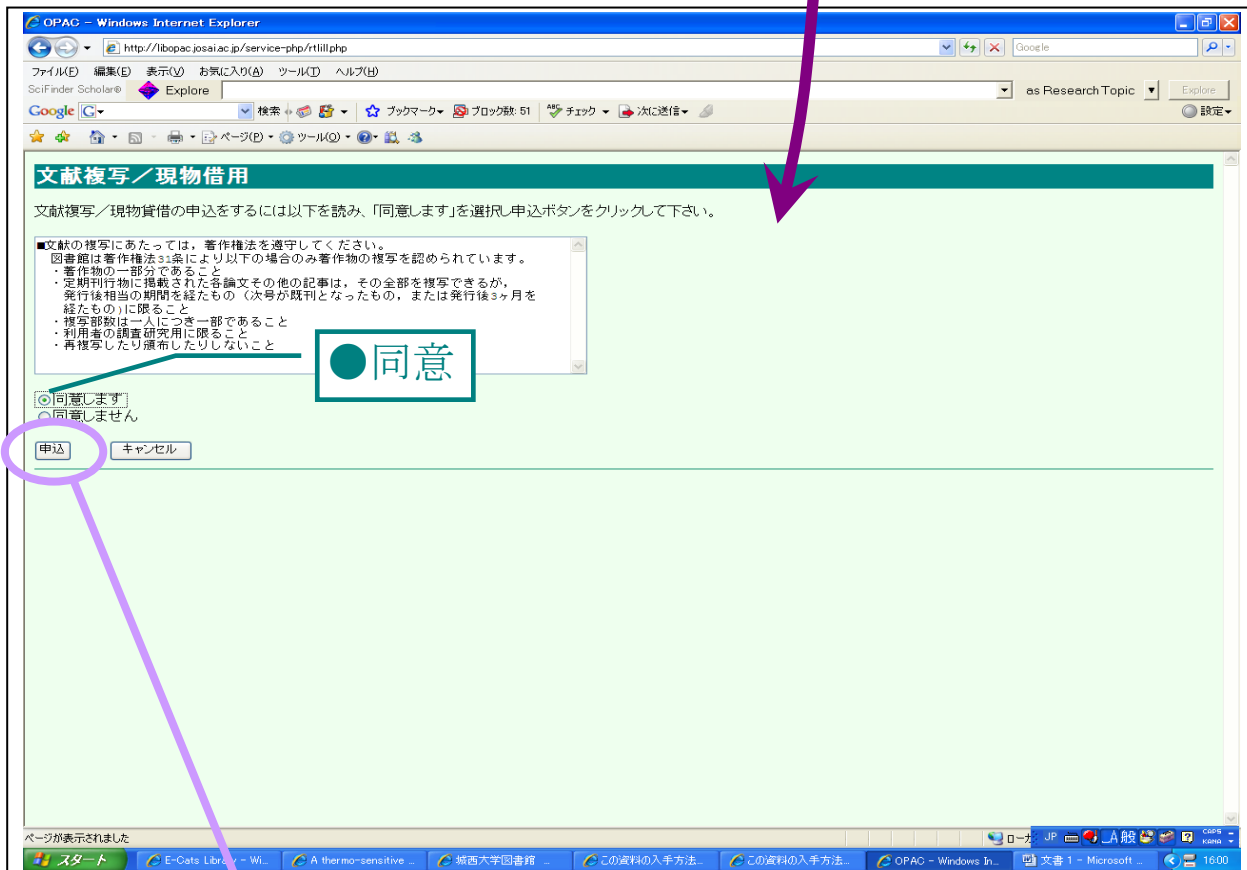 OPAC - Windows Internet Explorer
http://libopac.josai.ac.jp/service-php/rtlill.php
Google
ファイル(F) 編集(E) 表示(V) お気に入り(A) ツール(T) ヘルプ(H)
SciFinder Scholar® Explore as Research Topic Explore
Google G 検索 ブックマーク ブロック数: 51 チェック 次に送信 設定
ページ(P) ツール(O)
文献複写／現物借用
文献複写／現物貸借の申込をするには以下を読み、「同意します」を選択し申込ボタンをクリックして下さい。
■文献の複写にあたっては，著作権法を遵守してください。
図書館は著作権法31条により以下の場合のみ著作物の複写を認められています。
・著作物の一部分であること
・定期刊行物に掲載された各論文その他の記事は，その全部を複写できるが，
発行後相当の期間を経たもの（次号が既刊となったもの，または発行後3ヶ月を
経たもの)に限ること
・複写部数は一人につき一部であること
・利用者の調査研究用に限ること
・再複写したり頒布したりしないこと
●同意
同意します
同意しません
申込 キャンセル
ページが表示されました
JP A 般 CAPS KANA
スタート E-Cats Library - Wi... A thermo-sensitive ... 城西大学図書館 ... この資料の入手方法... この資料の入手方法... OPAC - Windows In... 文書 1 - Microsoft ... 16:00